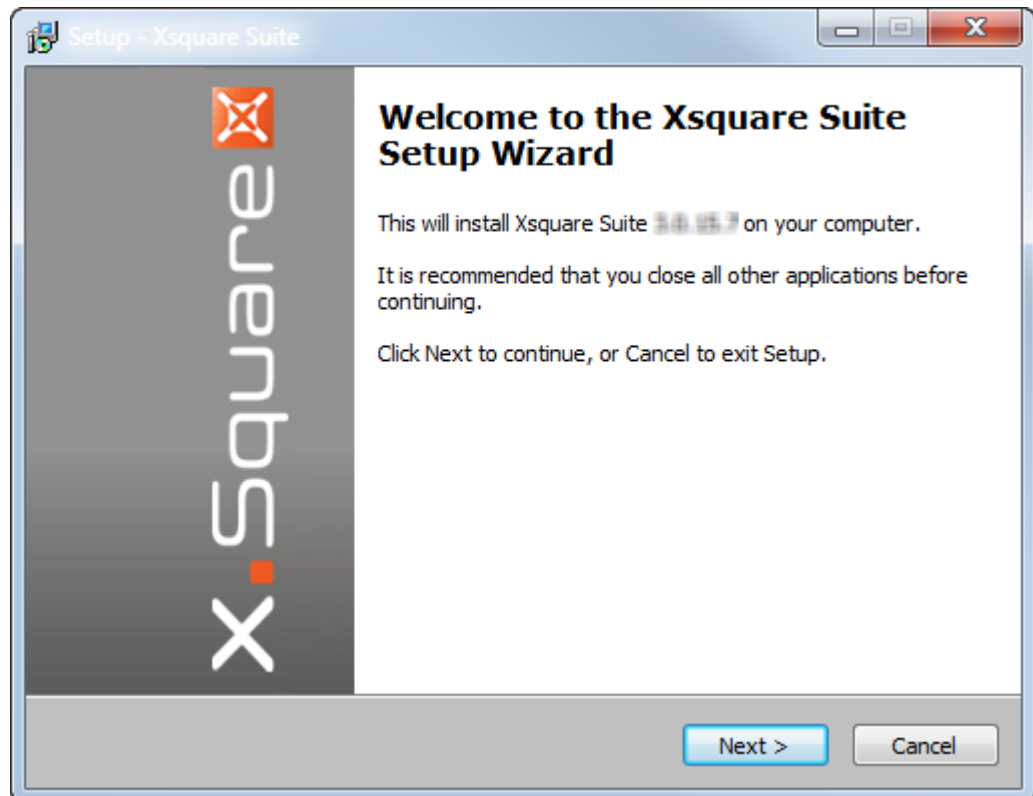 Setup - Xsquare Suite
x.Square
Welcome to the Xsquare Suite
Setup Wizard
This will install Xsquare Suite on your computer.
It is recommended that you close all other applications before
continuing.
Click Next to continue, or Cancel to exit Setup.
Next >
Cancel